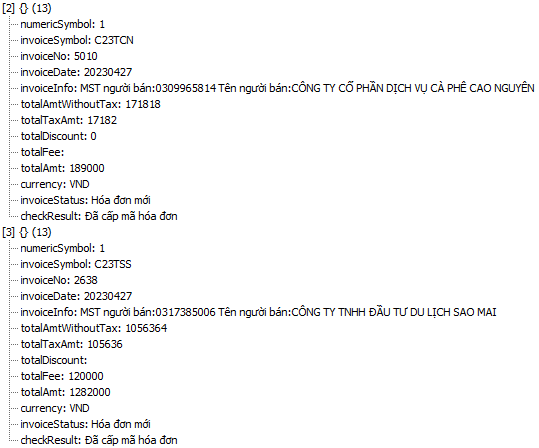 [2] {} (13)
numericSymbol: 1
invoiceSymbol: C23TCN
invoiceNo: 5010
invoiceDate: 20230427
invoiceInfo: MST người bán:0309965814 Tên người bán:CÔNG TY CỔ PHẦN DỊCH VỤ CÀ PHÊ CAO NGUYÊN
totalAmtWithoutTax: 171818
totalTaxAmt: 17182
totalDiscount: 0
totalFee:
totalAmt: 189000
currency: VND
invoiceStatus: Hóa đơn mới
checkResult: Đã cấp mã hóa đơn
[3] {} (13)
numericSymbol: 1
invoiceSymbol: C23TSS
invoiceNo: 2638
invoiceDate: 20230427
invoiceInfo: MST người bán:0317385006 Tên người bán:CÔNG TY TNHH ĐẦU TƯ DU LỊCH SAO MAI
totalAmtWithoutTax: 1056364
totalTaxAmt: 105636
totalDiscount:
totalFee: 120000
totalAmt: 1282000
currency: VND
invoiceStatus: Hóa đơn mới
checkResult: Đã cấp mã hóa đơn